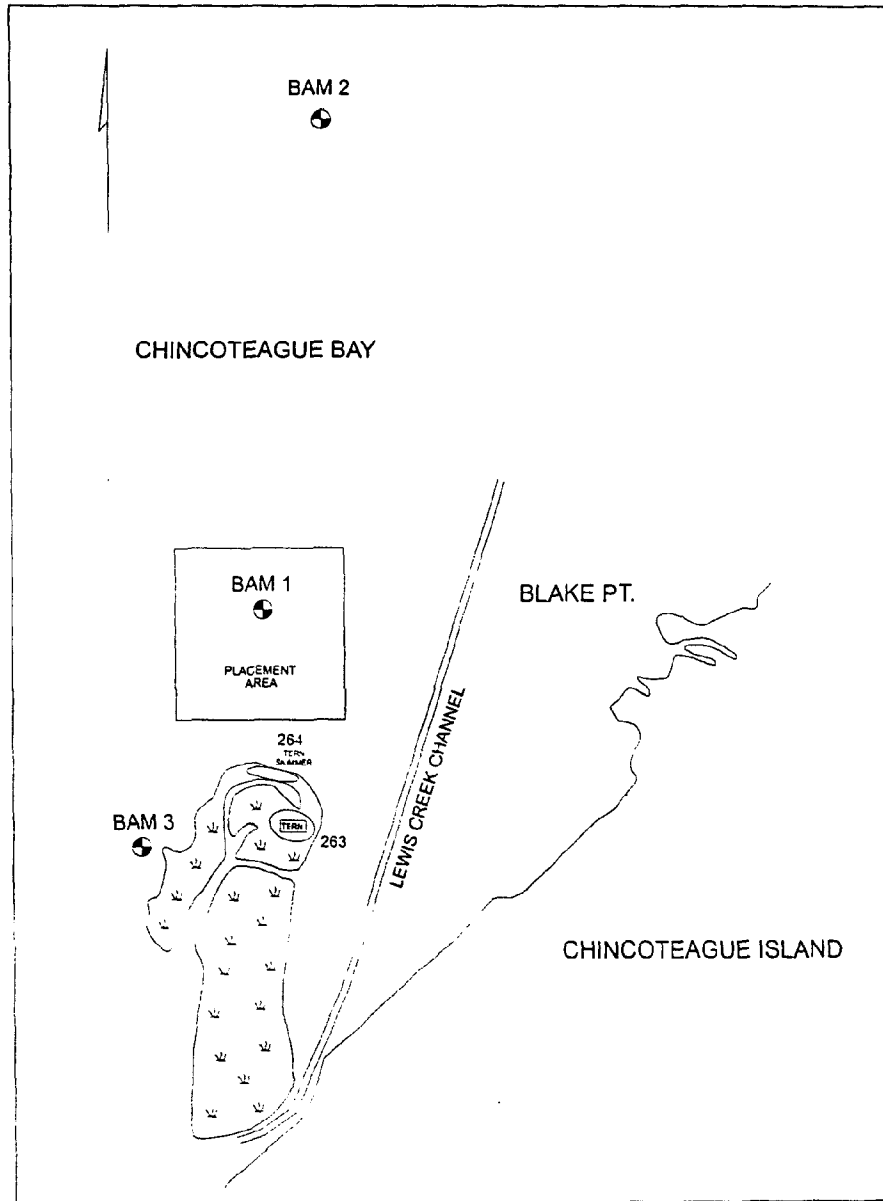 BAM 2
CHINCOTEAGUE BAY
BAM 1
BLAKE PT.
PLACEMENT
AREA
264
TERN
SKIMMER
BAM 3
TERN
263
LEWIS CREEK CHANNEL
CHINCOTEAGUE ISLAND